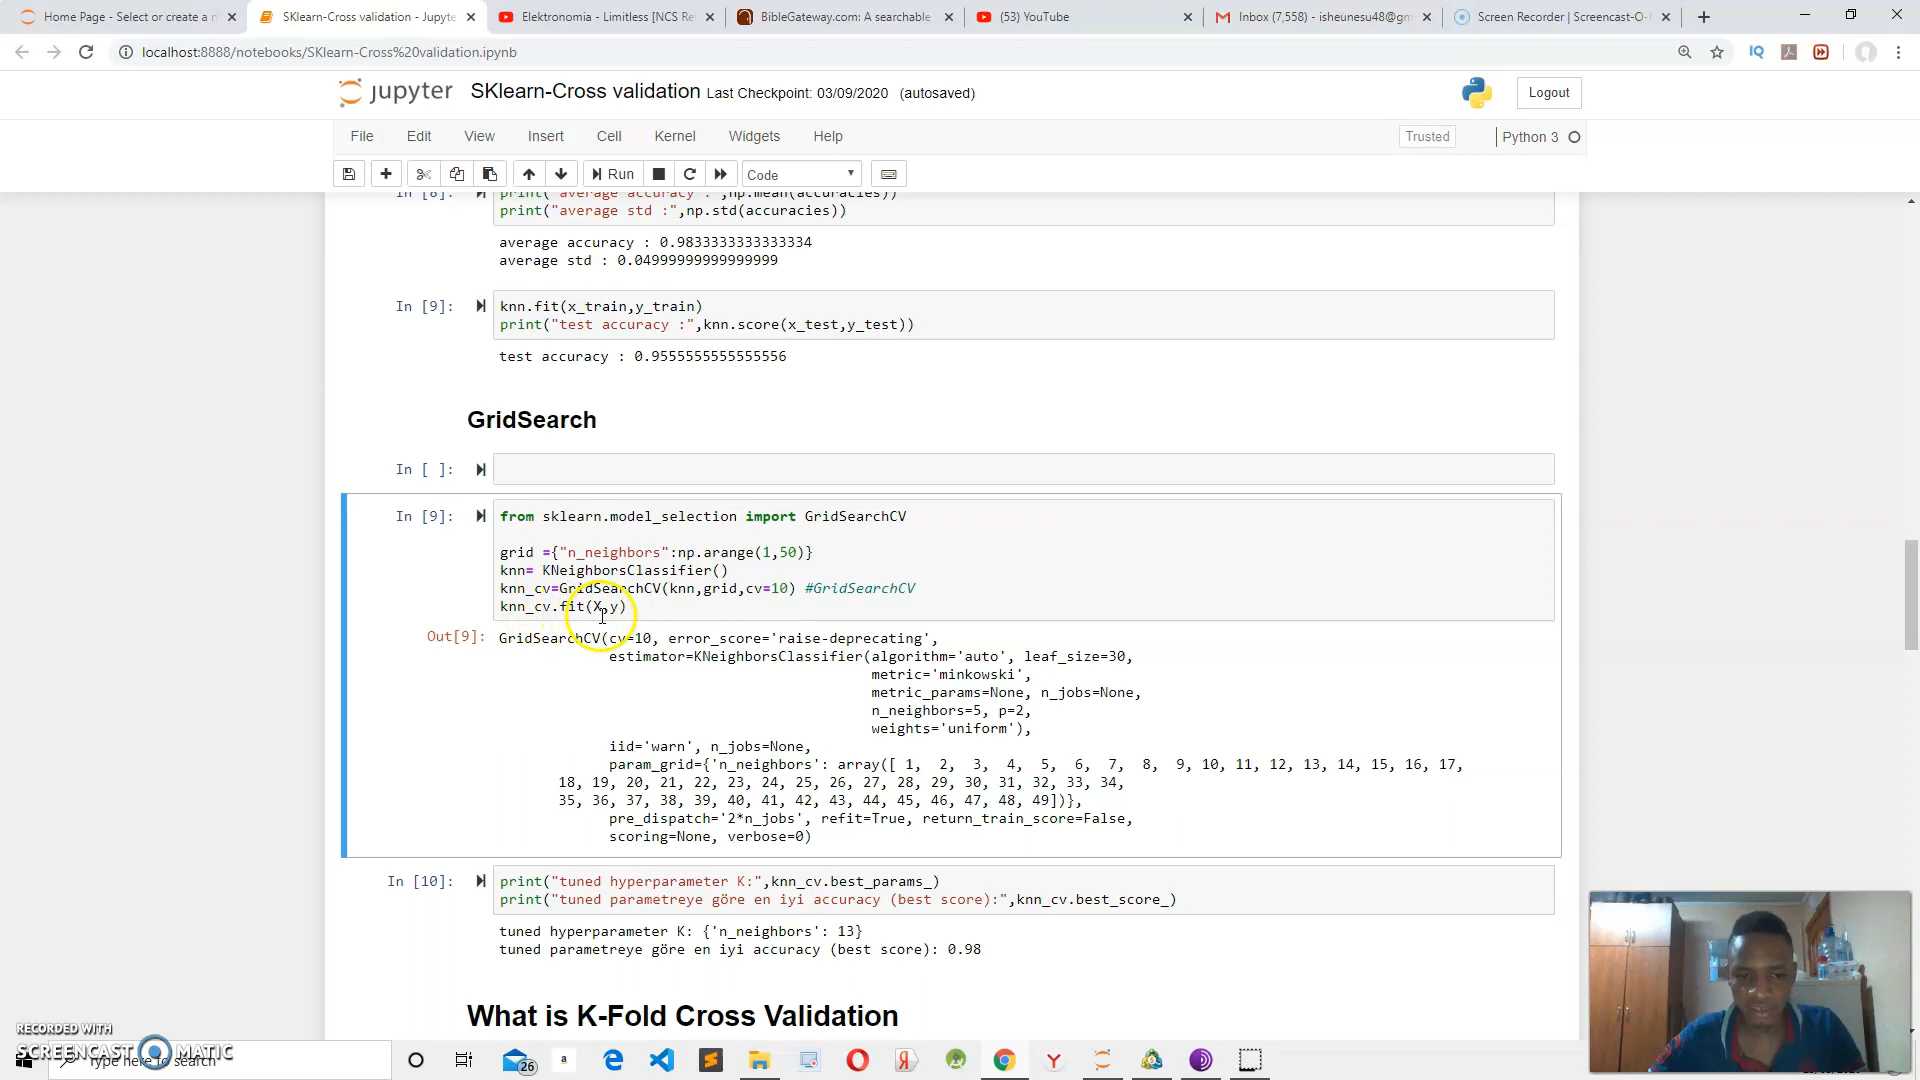 Home Page - Select or create a n
SKlearn-Cross validation - Jupyte
Elektronomia - Limitless [NCS Re
BibleGateway.com: A searchable
(53) YouTube
Inbox (7,558) - isheunesu48@gm
Screen Recorder | Screencast-O-
localhost:8888/notebooks/SKlearn-Cross%20validation.ipynb
IQ
jupyter SKlearn-Cross validation Last Checkpoint: 03/09/2020 (autosaved)
Logout
File Edit View Insert Cell Kernel Widgets Help
Trusted
Python 3
Run
Code
In [8]:
print("average accuracy :",np.mean(accuracies))
print("average std :",np.std(accuracies))
average accuracy : 0.9833333333333334
average std : 0.04999999999999999
In [9]:
knn.fit(x_train,y_train)
print("test accuracy :",knn.score(x_test,y_test))
test accuracy : 0.9555555555555556
GridSearch
In [ ]:
In [9]:
from sklearn.model_selection import GridSearchCV
grid ={"n_neighbors":np.arange(1,50)}
knn= KNeighborsClassifier()
knn_cv=GridSearchCV(knn,grid,cv=10) #GridSearchCV
knn_cv.fit(X,y)
Out[9]:
GridSearchCV(cv=10, error_score='raise-deprecating',
estimator=KNeighborsClassifier(algorithm='auto', leaf_size=30,
metric='minkowski',
metric_params=None, n_jobs=None,
n_neighbors=5, p=2,
weights='uniform'),
iid='warn', n_jobs=None,
param_grid={'n_neighbors': array([ 1, 2, 3, 4, 5, 6, 7, 8, 9, 10, 11, 12, 13, 14, 15, 16, 17,
18, 19, 20, 21, 22, 23, 24, 25, 26, 27, 28, 29, 30, 31, 32, 33, 34,
35, 36, 37, 38, 39, 40, 41, 42, 43, 44, 45, 46, 47, 48, 49])},
pre_dispatch='2*n_jobs', refit=True, return_train_score=False,
scoring=None, verbose=0)
In [10]:
print("tuned hyperparameter K:",knn_cv.best_params_)
print("tuned parametreye göre en iyi accuracy (best score):",knn_cv.best_score_)
tuned hyperparameter K: {'n_neighbors': 13}
tuned parametreye göre en iyi accuracy (best score): 0.98
What is K-Fold Cross Validation
RECORDED WITH
SCREENCAST MATIC
Type here to search
26
a